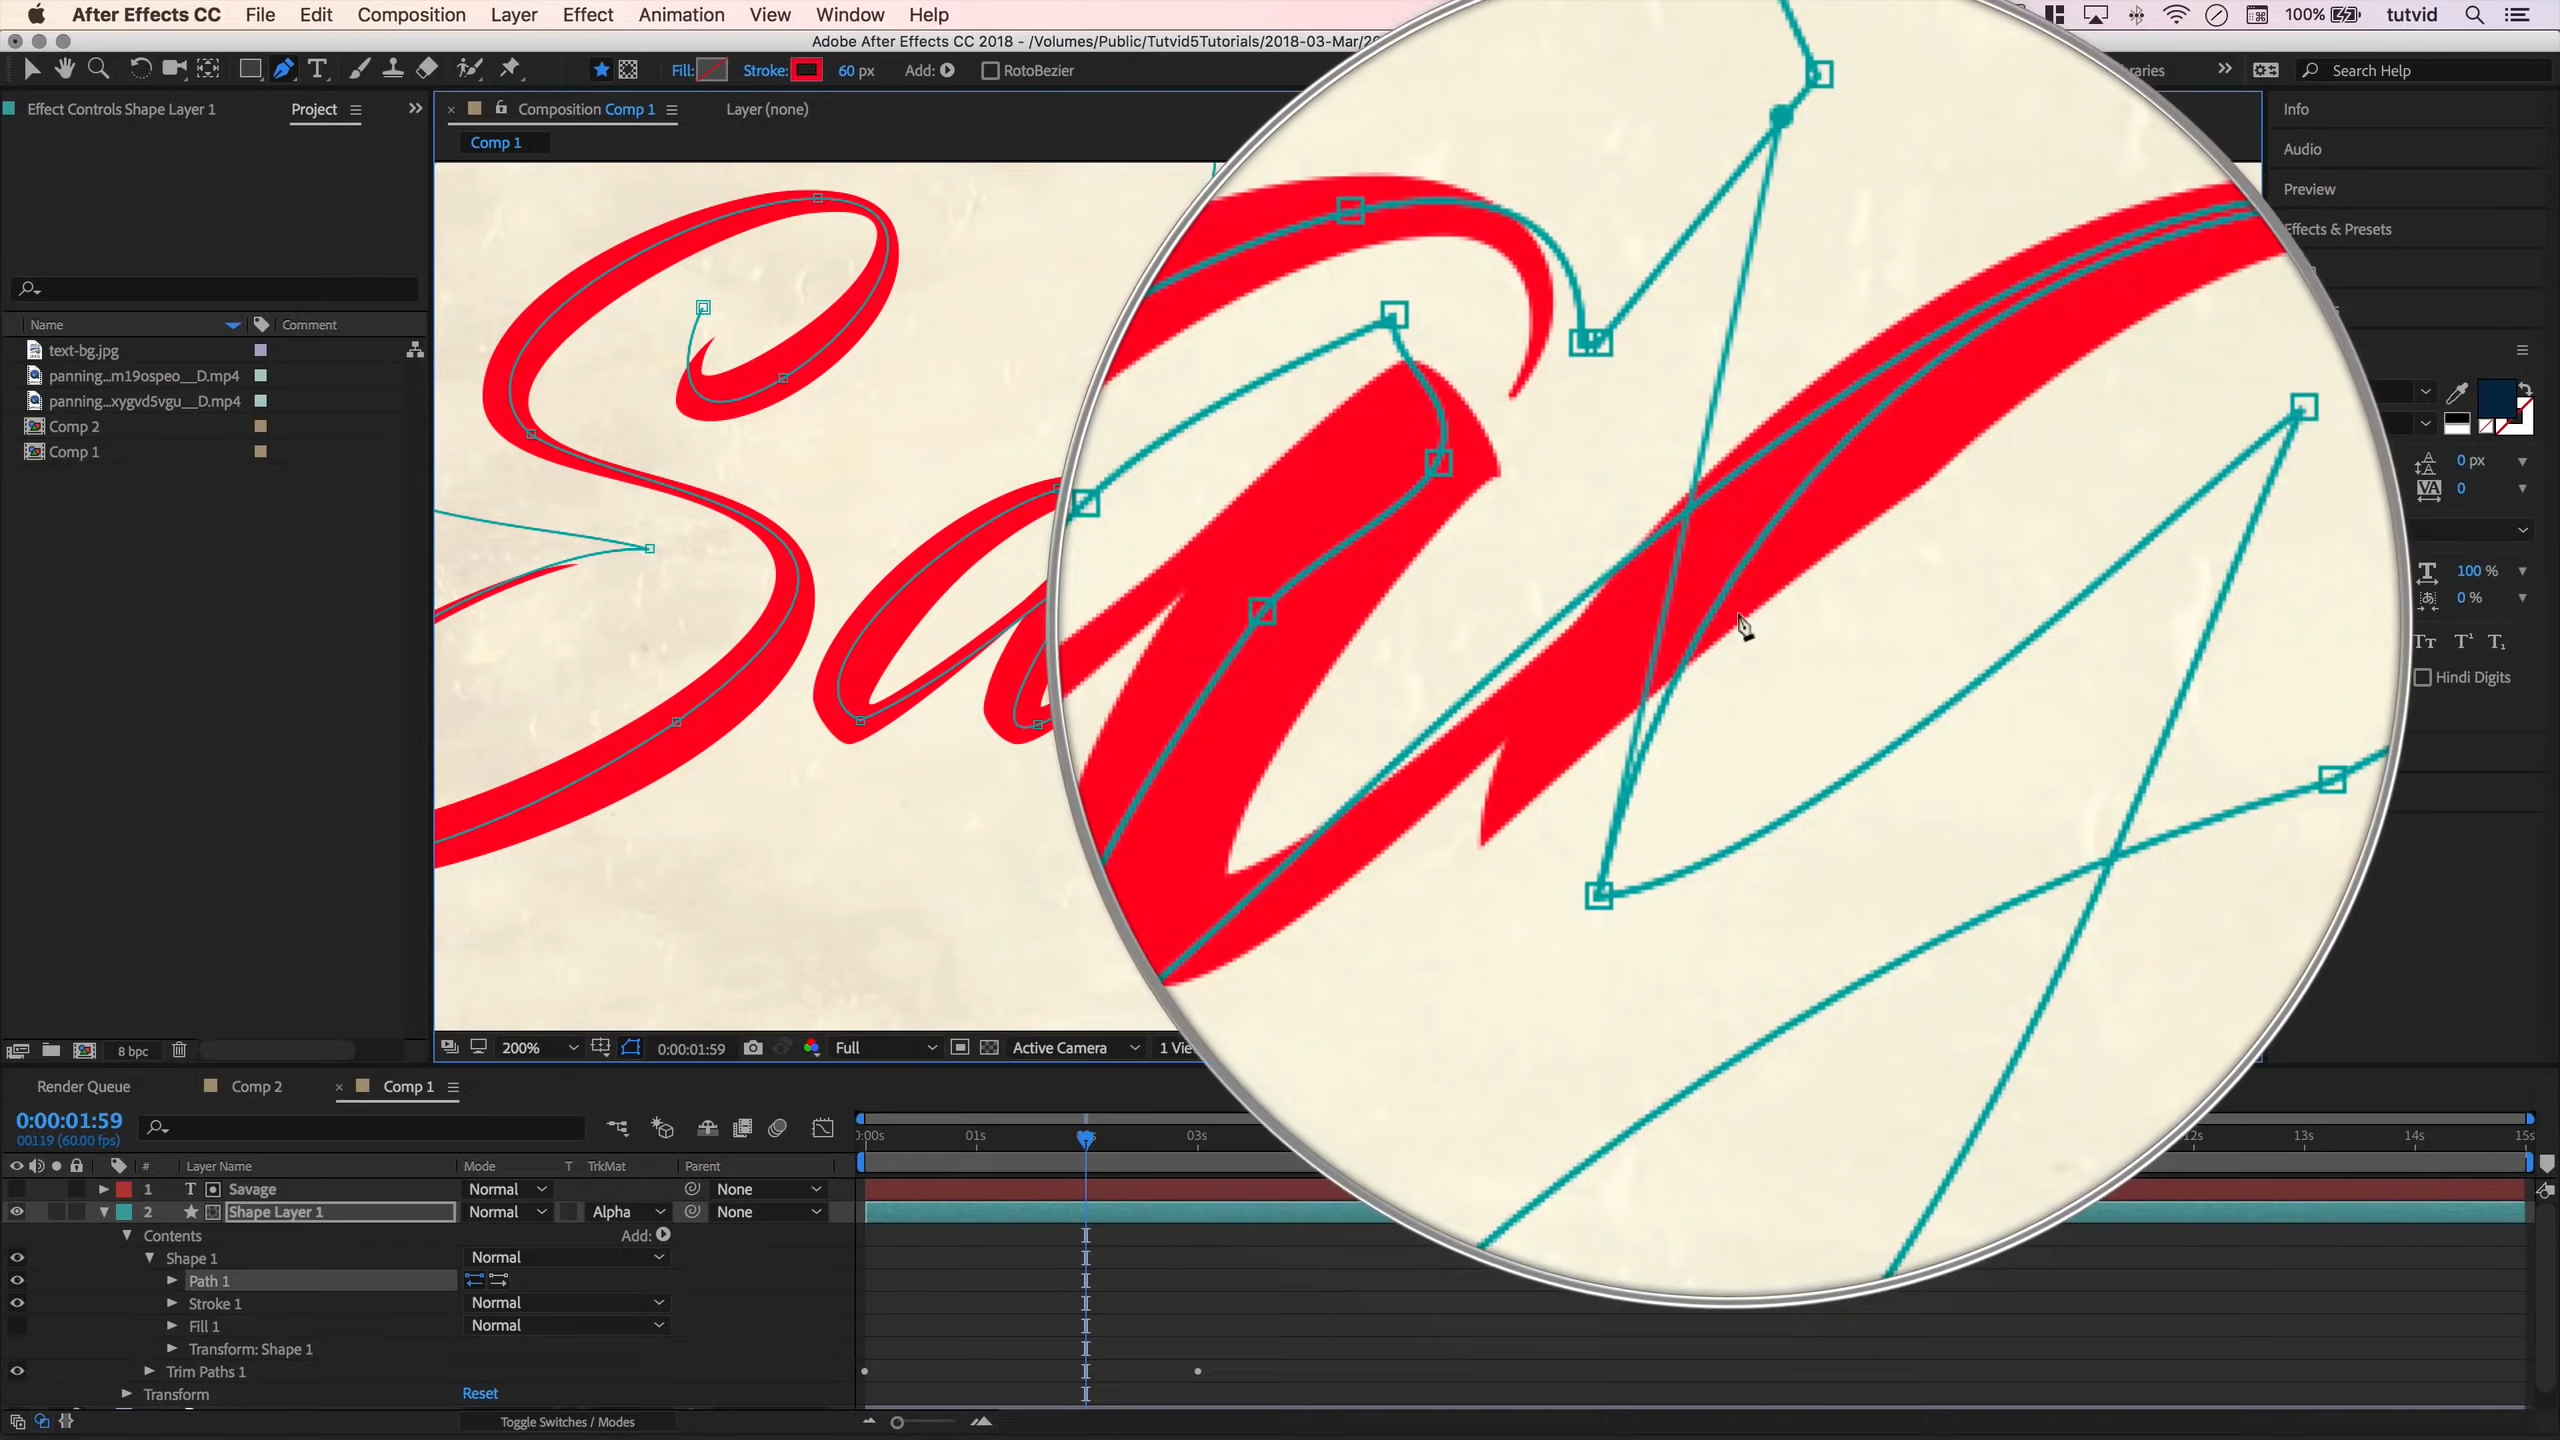 After Effects CC File Edit Composition Layer Effect Animation View Window Help 100% tutvid
Adobe After Effects CC 2018 - /Volumes/Public/Tutvid5Tutorials/2018-03-Mar/20
Fill: Stroke: 60 px Add: RotoBezier Search Help
Effect Controls Shape Layer 1 Project Composition Comp 1 Layer (none) Info
Comp 1
Audio
Preview
Effects & Presets
Name Comment
text-bg.jpg
panning...m19ospeo__D.mp4
panning...xygvd5vgu__D.mp4
Comp 2
Comp 1
0 px
VA 0
100 %
0 %
Hindi Digits
Sa
8 bpc 200% 0:00:01:59 Full Active Camera
Render Queue Comp 2 Comp 1
0:00:01:59
00119 (60.00 fps)
01s 03s 12s 13s 14s 15s
# Layer Name Mode T TrkMat Parent
1 T Savage Normal None
2 Shape Layer 1 Normal Alpha None
Contents Add:
Shape 1 Normal
Path 1
Stroke 1 Normal
Fill 1 Normal
Transform: Shape 1
Trim Paths 1
Transform Reset
Toggle Switches / Modes